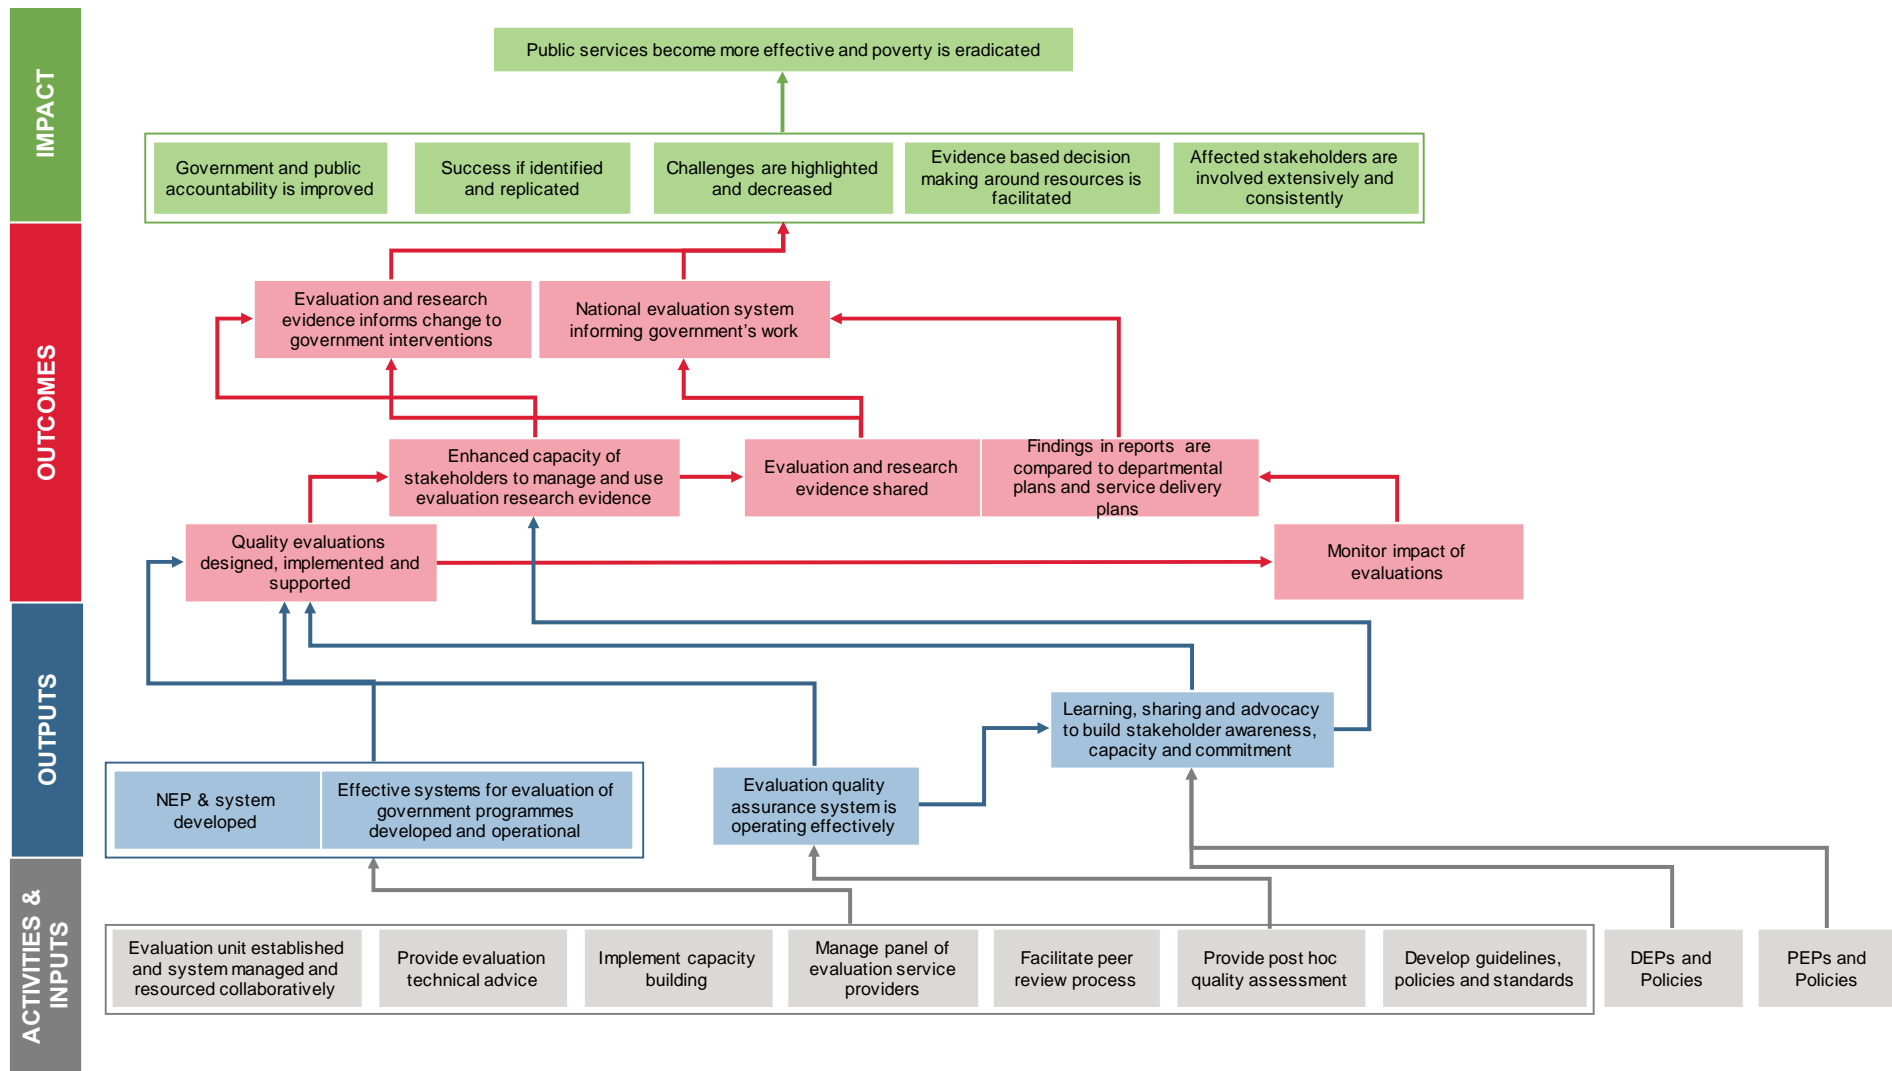 IMPACT
Public services become more effective and poverty is eradicated
Government and public
accountability is improved
Success if identified
and replicated
Challenges are highlighted
and decreased
Evidence based decision
making around resources is
facilitated
Affected stakeholders are
involved extensively and
consistently
OUTCOMES
Evaluation and research
evidence informs change to
government interventions
National evaluation system
informing government’s work
Enhanced capacity of
stakeholders to manage and use
evaluation research evidence
Evaluation and research
evidence shared
Findings in reports are
compared to departmental
plans and service delivery
plans
Quality evaluations
designed, implemented and
supported
Monitor impact of
evaluations
OUTPUTS
Learning, sharing and advocacy
to build stakeholder awareness,
capacity and commitment
NEP & system
developed
Effective systems for evaluation of
government programmes
developed and operational
Evaluation quality
assurance system is
operating effectively
ACTIVITIES &
INPUTS
Evaluation unit established
and system managed and
resourced collaboratively
Provide evaluation
technical advice
Implement capacity
building
Manage panel of
evaluation service
providers
Facilitate peer
review process
Provide post hoc
quality assessment
Develop guidelines,
policies and standards
DEPs and
Policies
PEPs and
Policies